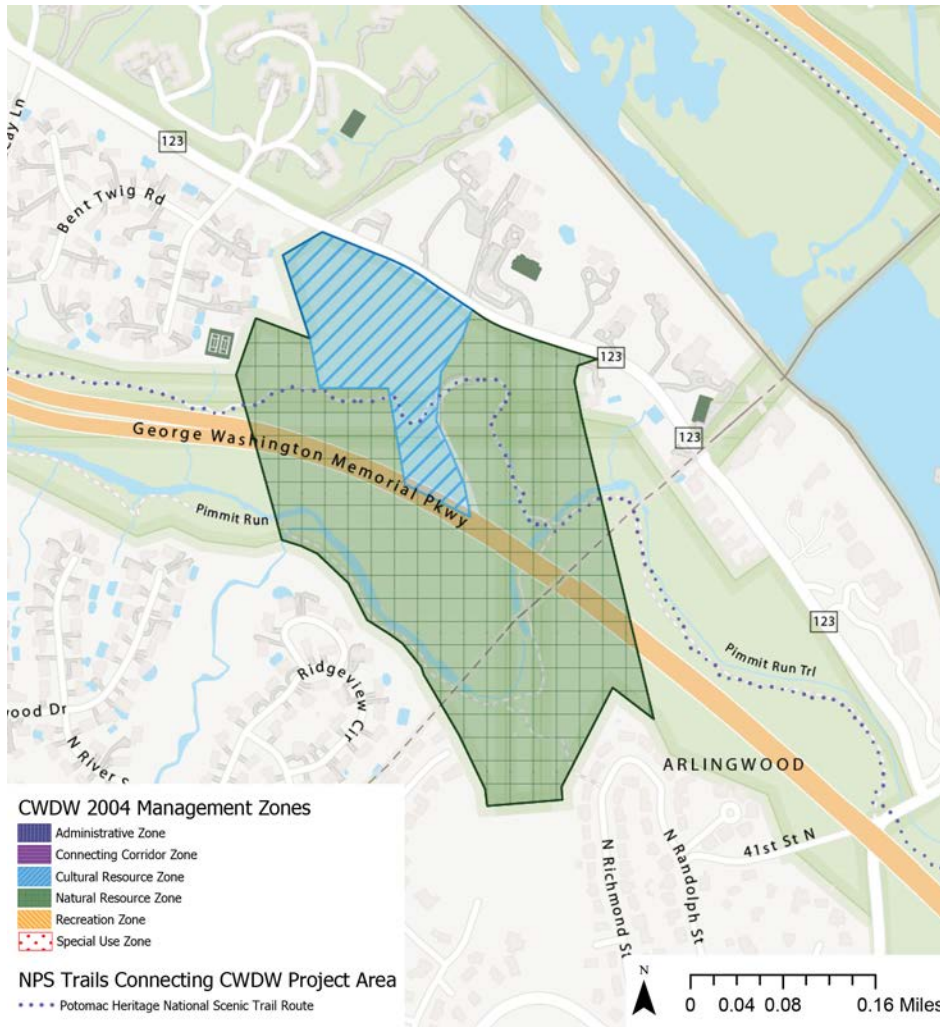 123
ay Ln
Bent Twig Rd
123
George Washington Memorial Pkwy
123
Pimmit Run
123
Pimmit Run Trl
Ridgeview Cir
wood Dr
N River S
ARLINGWOOD
41st St N
N Randolph St
N Richmond St
CWDW 2004 Management Zones
Administrative Zone
Connecting Corridor Zone
Cultural Resource Zone
Natural Resource Zone
Recreation Zone
Special Use Zone
NPS Trails Connecting CWDW Project Area
Potomac Heritage National Scenic Trail Route
N
0 0.04 0.08 0.16 Miles